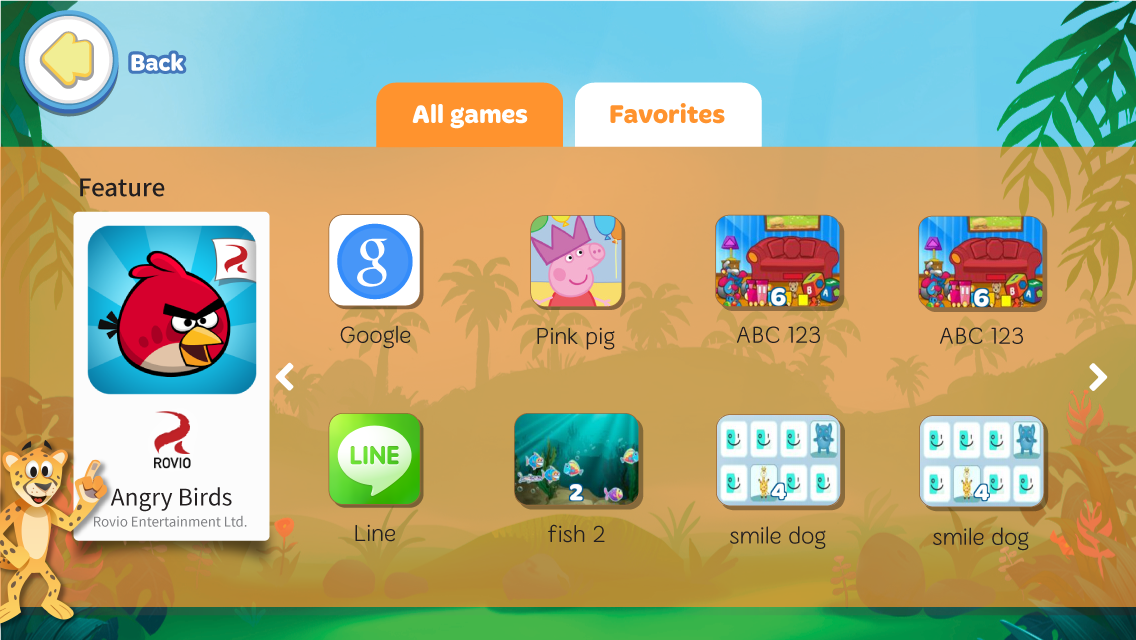 Back
All games
Favorites
Feature
ROVIO
Angry Birds
Rovio Entertainment Ltd.
g
Google
Pink pig
6
ABC 123
6
ABC 123
LINE
Line
2
fish 2
4
smile dog
4
smile dog